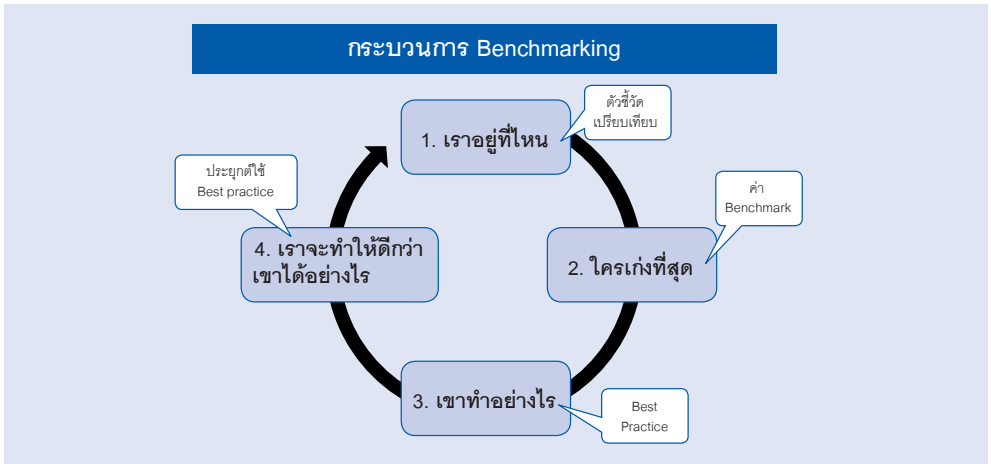 กระบวนการ Benchmarking
1. เราอยู่ที่ไหน
ตัวชี้วัด
เปรียบเทียบ
2. ใครเก่งที่สุด
ค่า
Benchmark
3. เขาทำอย่างไร
Best
Practice
4. เราจะทำให้ดีกว่า
เขาได้อย่างไร
ประยุกต์ใช้
Best practice